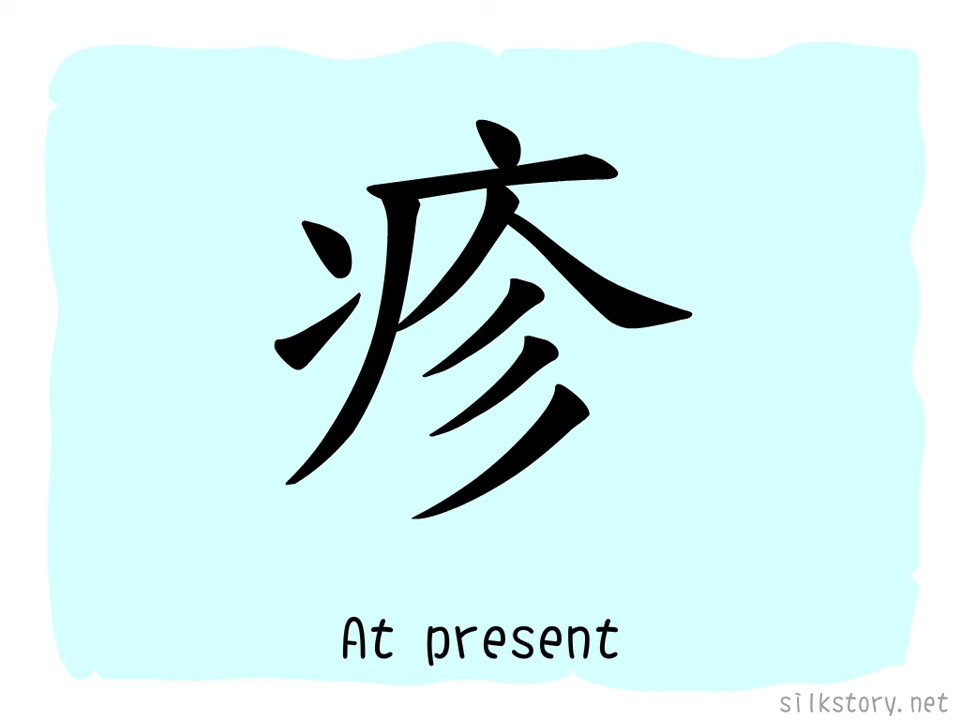 疹
At present
silkstory.net